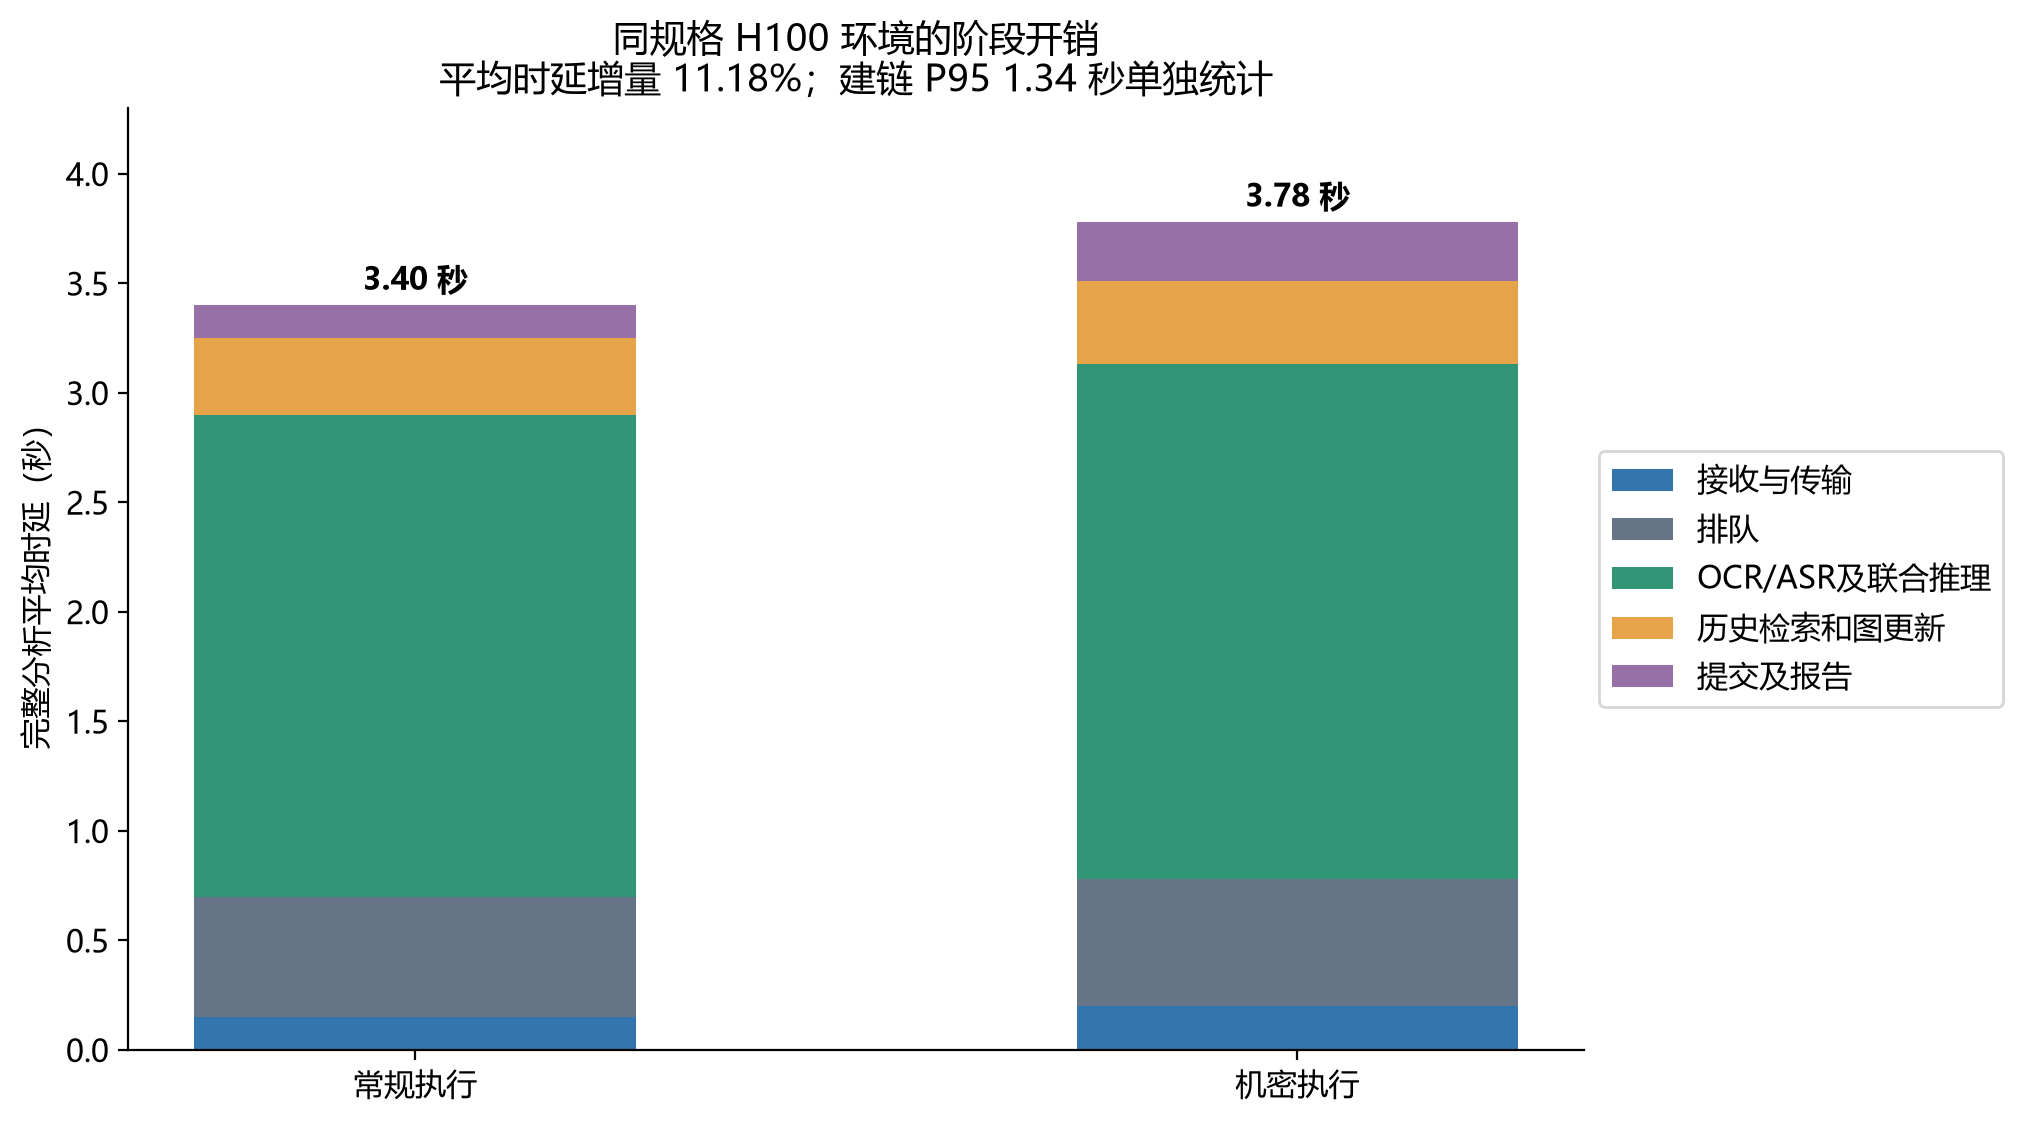 同规格 H100 环境的阶段开销
平均时延增量 11.18%；建链 P95 1.34 秒单独统计
完整分析平均时延（秒）
4.0
3.5
3.0
2.5
2.0
1.5
1.0
0.5
0.0
3.40 秒
3.78 秒
常规执行
机密执行
接收与传输
排队
OCR/ASR及联合推理
历史检索和图更新
提交及报告